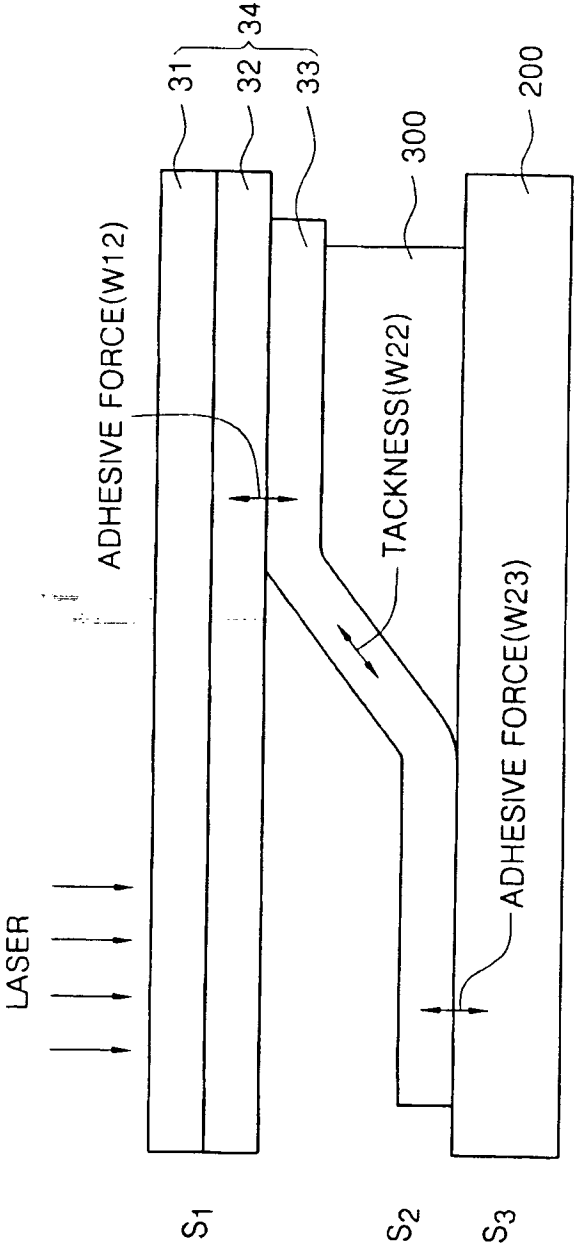 LASER
ADHESIVE FORCE(W12)
31
32
33
34
TACKNESS(W22)
300
ADHESIVE FORCE(W23)
200
S1
S2
S3